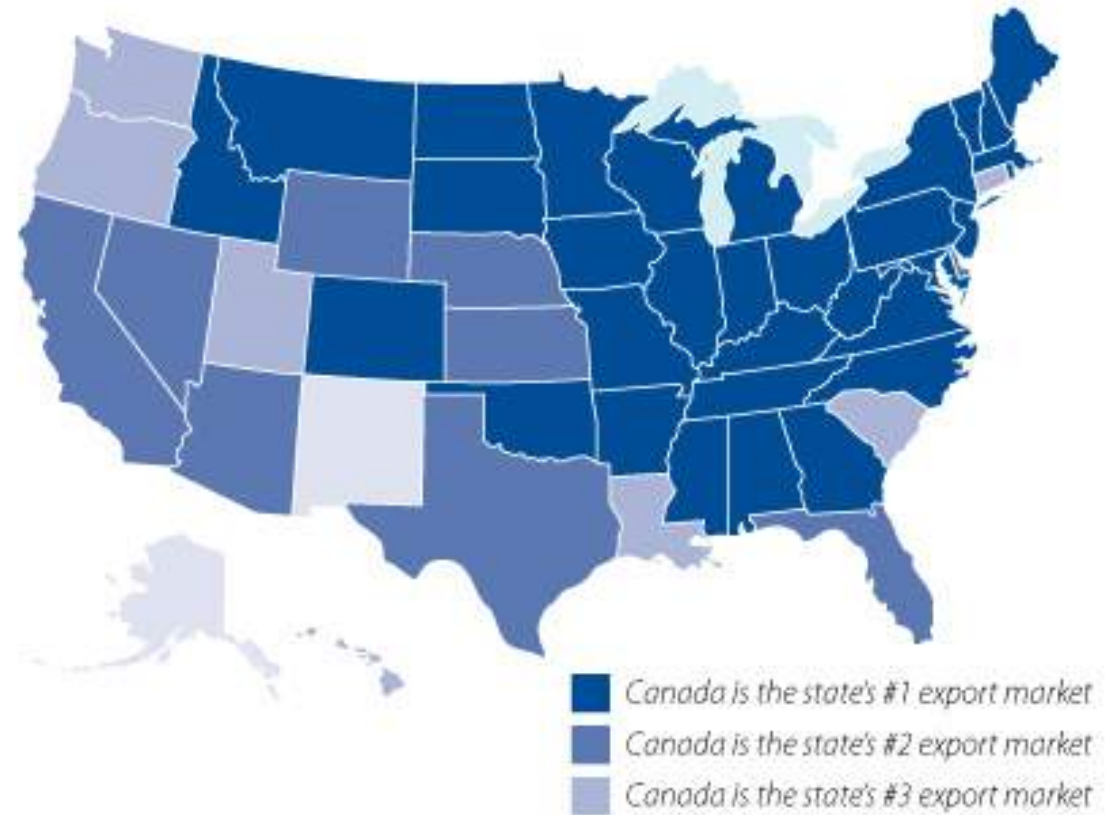 Canada is the state's #1 export market
Canada is the state's #2 export market
Canada is the state's #3 export market